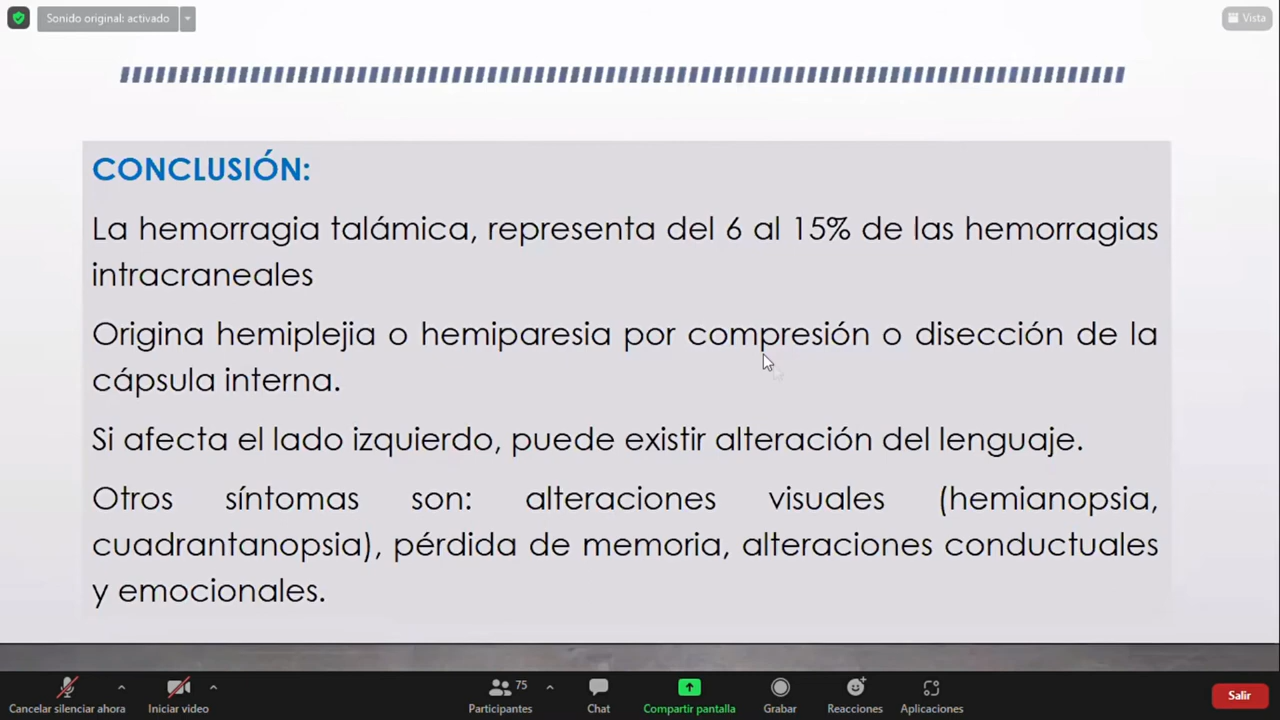 Sonido original: activado
Vista
CONCLUSIÓN:
La hemorragia talámica, representa del 6 al 15% de las hemorragias
intracraneales
Origina hemiplejia o hemiparesia por compresión o disección de la
cápsula interna.
Si afecta el lado izquierdo, puede existir alteración del lenguaje.
Otros síntomas son: alteraciones visuales (hemianopsia,
cuadrantanopsia), pérdida de memoria, alteraciones conductuales
y emocionales.
75
Cancelar silenciar ahora
Iniciar video
Participantes
Chat
Compartir pantalla
Grabar
Reacciones
Aplicaciones
Salir